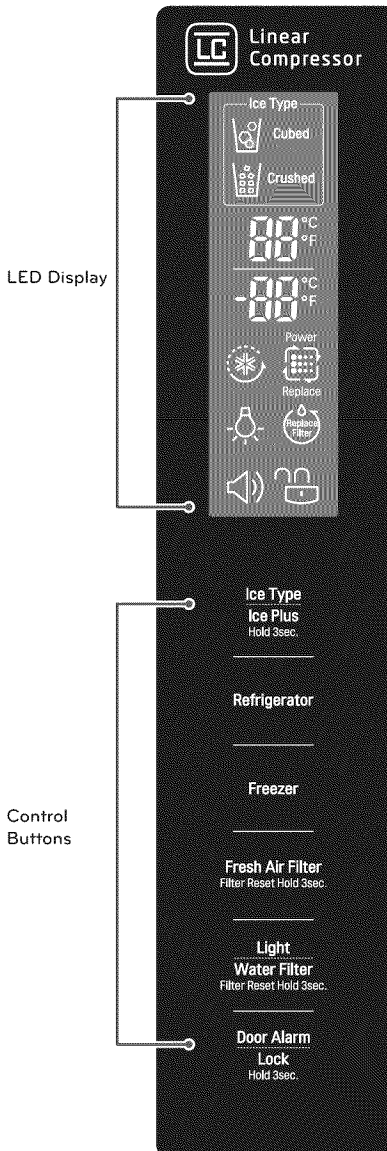 LC
Linear
Compressor
Ice Type
Cubed
Crushed
88 °C
°F
-88 °C
°F
Power
Replace
Replace
Filter
LED Display
Ice Type
Ice Plus
Hold 3sec.
Refrigerator
Freezer
Control
Buttons
Fresh Air Filter
Filter Reset Hold 3sec.
Light
Water Filter
Filter Reset Hold 3sec.
Door Alarm
Lock
Hold 3sec.